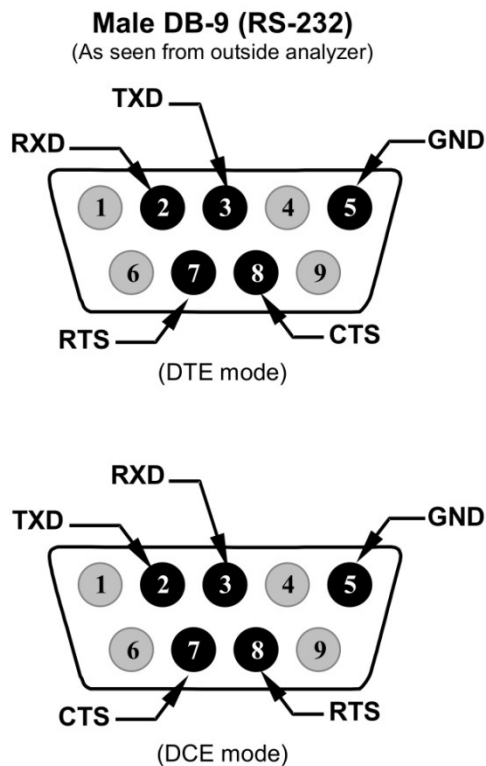 Male DB-9 (RS-232)
(As seen from outside analyzer)
TXD
RXD
GND
1 2 3 4 5
6 7 8 9
RTS
CTS
(DTE mode)
RXD
TXD
GND
1 2 3 4 5
6 7 8 9
CTS
RTS
(DCE mode)